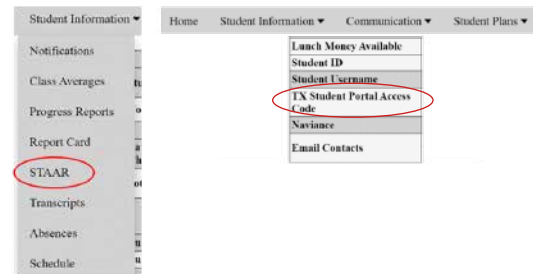 Student Information ▾
Notifications
Class Averages
Progress Reports
Report Card
STAAR
Transcripts
Absences
Schedule
Home Student Information ▾ Communication ▾ Student Plans ▾
Lunch Money Available
Student ID
Student Username
TX Student Portal Access
Code
Naviance
Email Contacts